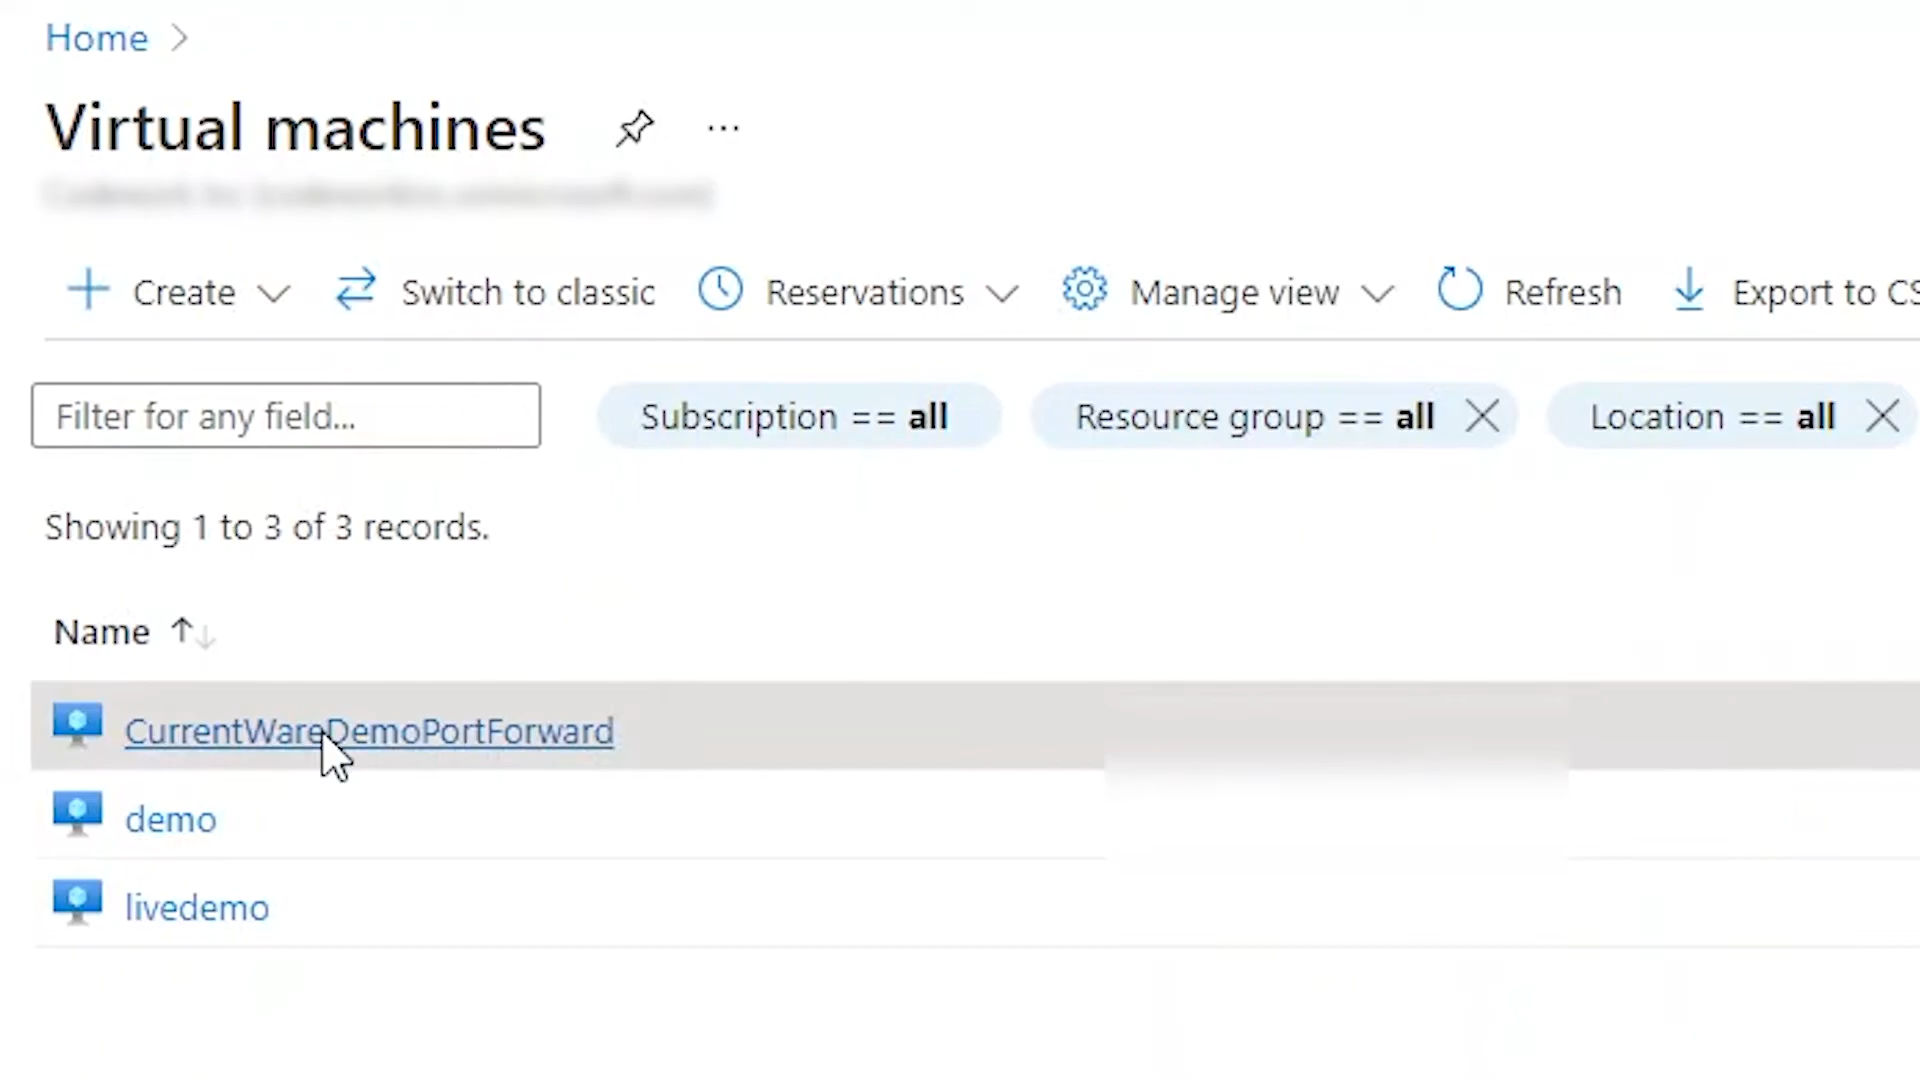 Home
Virtual machines
Create
Switch to classic
Reservations
Manage view
Refresh
Export to CS
Filter for any field...
Subscription == all
Resource group == all
Location == all
Showing 1 to 3 of 3 records.
Name
CurrentWareDemoPortForward
demo
livedemo